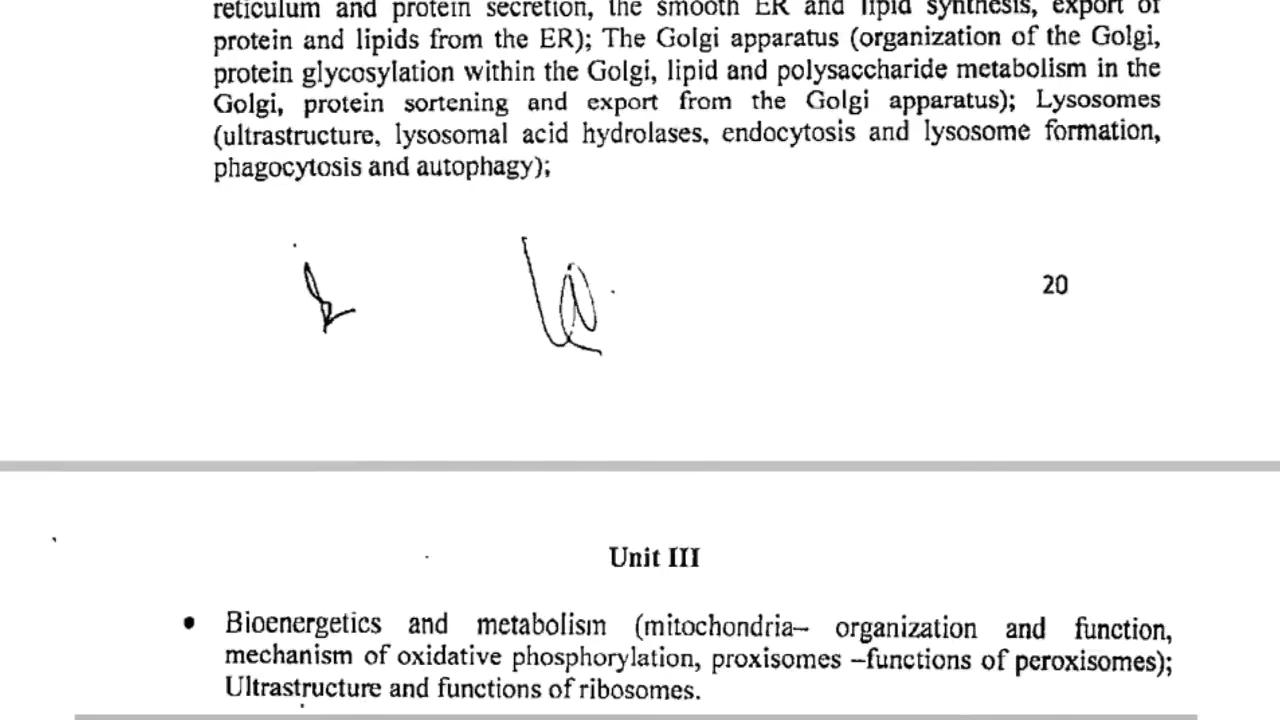 reticulum and protein secretion, the smooth ER and lipid synthesis, export of
protein and lipids from the ER); The Golgi apparatus (organization of the Golgi,
protein glycosylation within the Golgi, lipid and polysaccharide metabolism in the
Golgi, protein sortening and export from the Golgi apparatus); Lysosomes
(ultrastructure, lysosomal acid hydrolases, endocytosis and lysosome formation,
phagocytosis and autophagy);
20
Unit III
• Bioenergetics and metabolism (mitochondria– organization and function,
mechanism of oxidative phosphorylation, proxisomes –functions of peroxisomes);
Ultrastructure and functions of ribosomes.